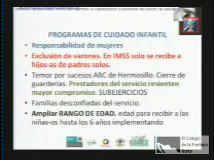 PROGRAMAS DE CUIDADO INFANTIL
• Responsabilidad de mujeres
• Exclusión de varones. En IMSS solo se recibe a
hijos-as de padres solos.
• Temor por sucesos ABC de Hermosillo. Cierre de
guarderías. Prestadores del servicio resienten
mayor compromiso. SUBEJERCICIOS
• Familias desconfiadas del servicio.
• Ampliar RANGO DE EDAD. edad para recibir a las
niñas-os hasta los 6 años implementando
El Colegio
de la Frontera
Norte